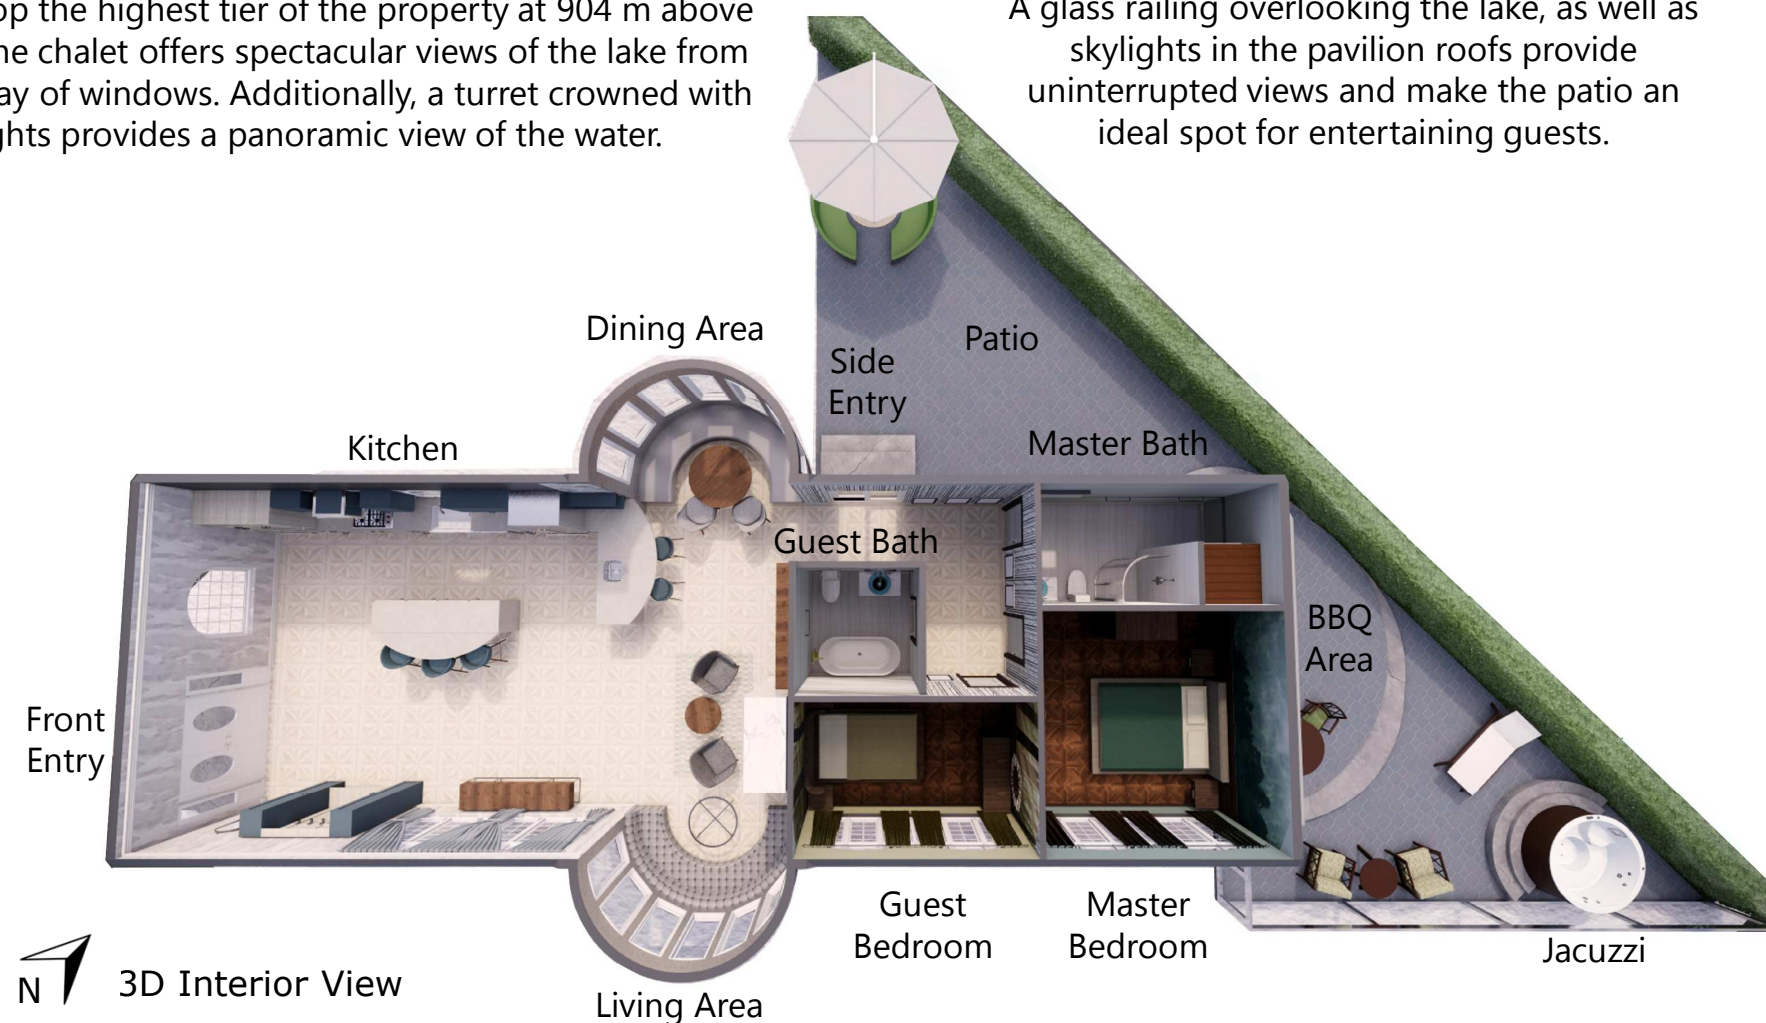 op the highest tier of the property at 904 m above
he chalet offers spectacular views of the lake from
ay of windows. Additionally, a turret crowned with
ghts provides a panoramic view of the water.
A glass railing overlooking the lake, as well as
skylights in the pavilion roofs provide
uninterrupted views and make the patio an
ideal spot for entertaining guests.
Dining Area
Side
Entry
Patio
Kitchen
Master Bath
Guest Bath
BBQ
Area
Front
Entry
Guest
Bedroom
Master
Bedroom
Jacuzzi
N
3D Interior View
Living Area